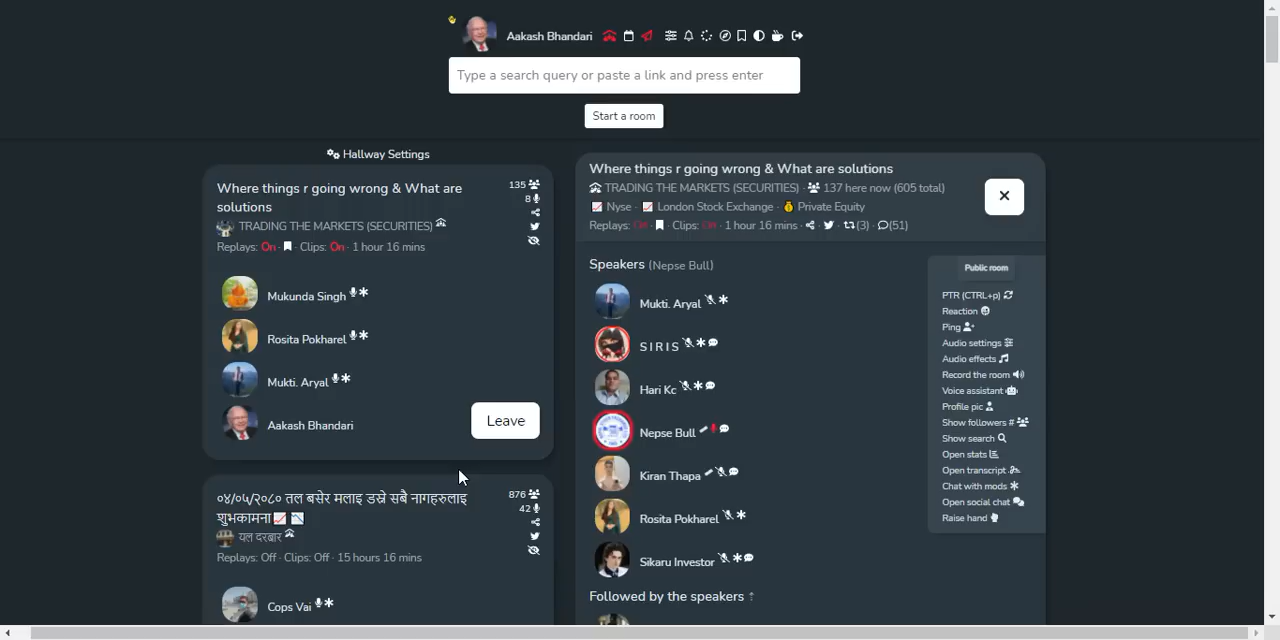 Aakash Bhandari
Type a search query or paste a link and press enter
Start a room
Hallway Settings
Where things r going wrong & What are
solutions
TRADING THE MARKETS (SECURITIES)
Replays: On · Clips: On · 1 hour 16 mins
135
8
Mukunda Singh
Rosita Pokharel
Mukti. Aryal
Aakash Bhandari
Leave
०४/०५/२०८० तल बसेर मलाइ डस्ने सबै नागहरुलाइ
शुभकामना
यल दरबार
Replays: Off · Clips: Off · 15 hours 16 mins
876
42
Cops Vai
Where things r going wrong & What are solutions
TRADING THE MARKETS (SECURITIES) · 137 here now (605 total)
Nyse · London Stock Exchange · Private Equity
Replays: On · Clips: On · 1 hour 16 mins · (3) · (51)
Speakers (Nepse Bull)
Mukti. Aryal
S I R I S
Hari Kc
Nepse Bull
Kiran Thapa
Rosita Pokharel
Sikaru Investor
Followed by the speakers
Public room
PTR (CTRL+p)
Reaction
Ping
Audio settings
Audio effects
Record the room
Voice assistant
Profile pic
Show followers #
Show search
Open stats
Open transcript
Chat with mods
Open social chat
Raise hand